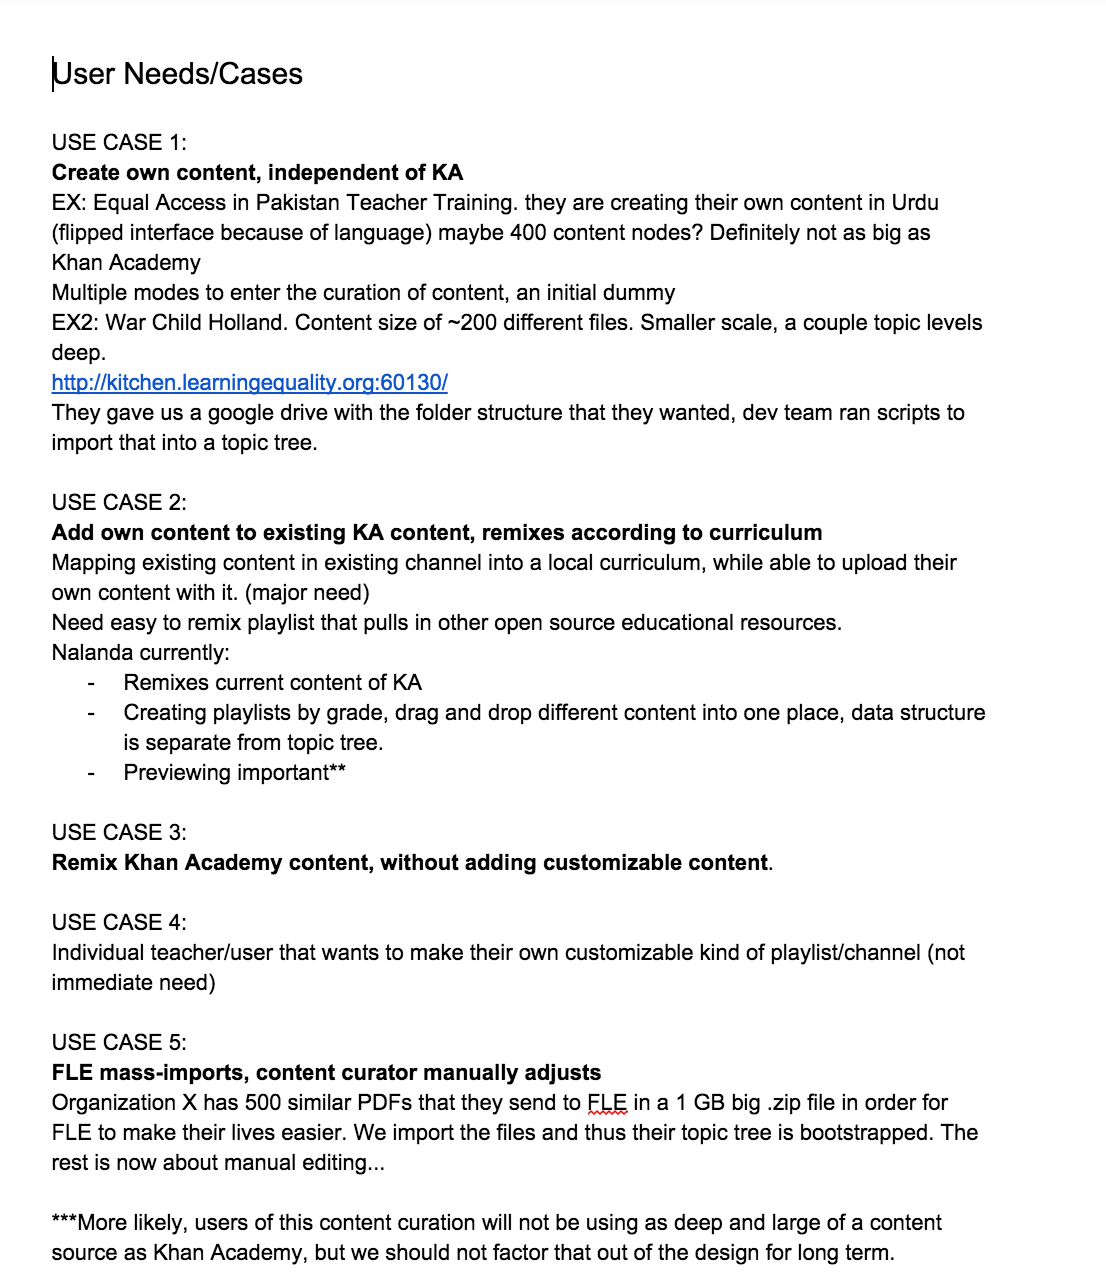 User Needs/Cases
USE CASE 1:
Create own content, independent of KA
EX: Equal Access in Pakistan Teacher Training. they are creating their own content in Urdu
(flipped interface because of language) maybe 400 content nodes? Definitely not as big as
Khan Academy
Multiple modes to enter the curation of content, an initial dummy
EX2: War Child Holland. Content size of ~200 different files. Smaller scale, a couple topic levels
deep.
http://kitchen.learningequality.org:60130/
They gave us a google drive with the folder structure that they wanted, dev team ran scripts to
import that into a topic tree.
USE CASE 2:
Add own content to existing KA content, remixes according to curriculum
Mapping existing content in existing channel into a local curriculum, while able to upload their
own content with it. (major need)
Need easy to remix playlist that pulls in other open source educational resources.
Nalanda currently:
- Remixes current content of KA
- Creating playlists by grade, drag and drop different content into one place, data structure
is separate from topic tree.
- Previewing important**
USE CASE 3:
Remix Khan Academy content, without adding customizable content.
USE CASE 4:
Individual teacher/user that wants to make their own customizable kind of playlist/channel (not
immediate need)
USE CASE 5:
FLE mass-imports, content curator manually adjusts
Organization X has 500 similar PDFs that they send to FLE in a 1 GB big .zip file in order for
FLE to make their lives easier. We import the files and thus their topic tree is bootstrapped. The
rest is now about manual editing...
***More likely, users of this content curation will not be using as deep and large of a content
source as Khan Academy, but we should not factor that out of the design for long term.